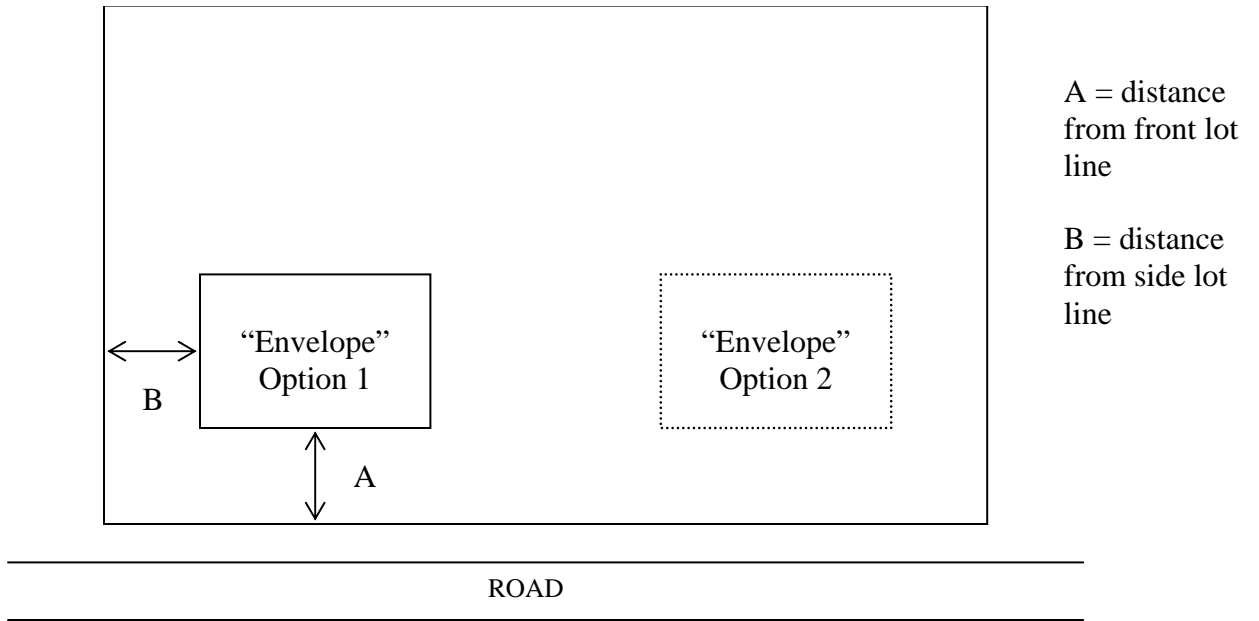 A = distance
from front lot
line
B = distance
from side lot
line
“Envelope”
Option 1
“Envelope”
Option 2
B
A
ROAD